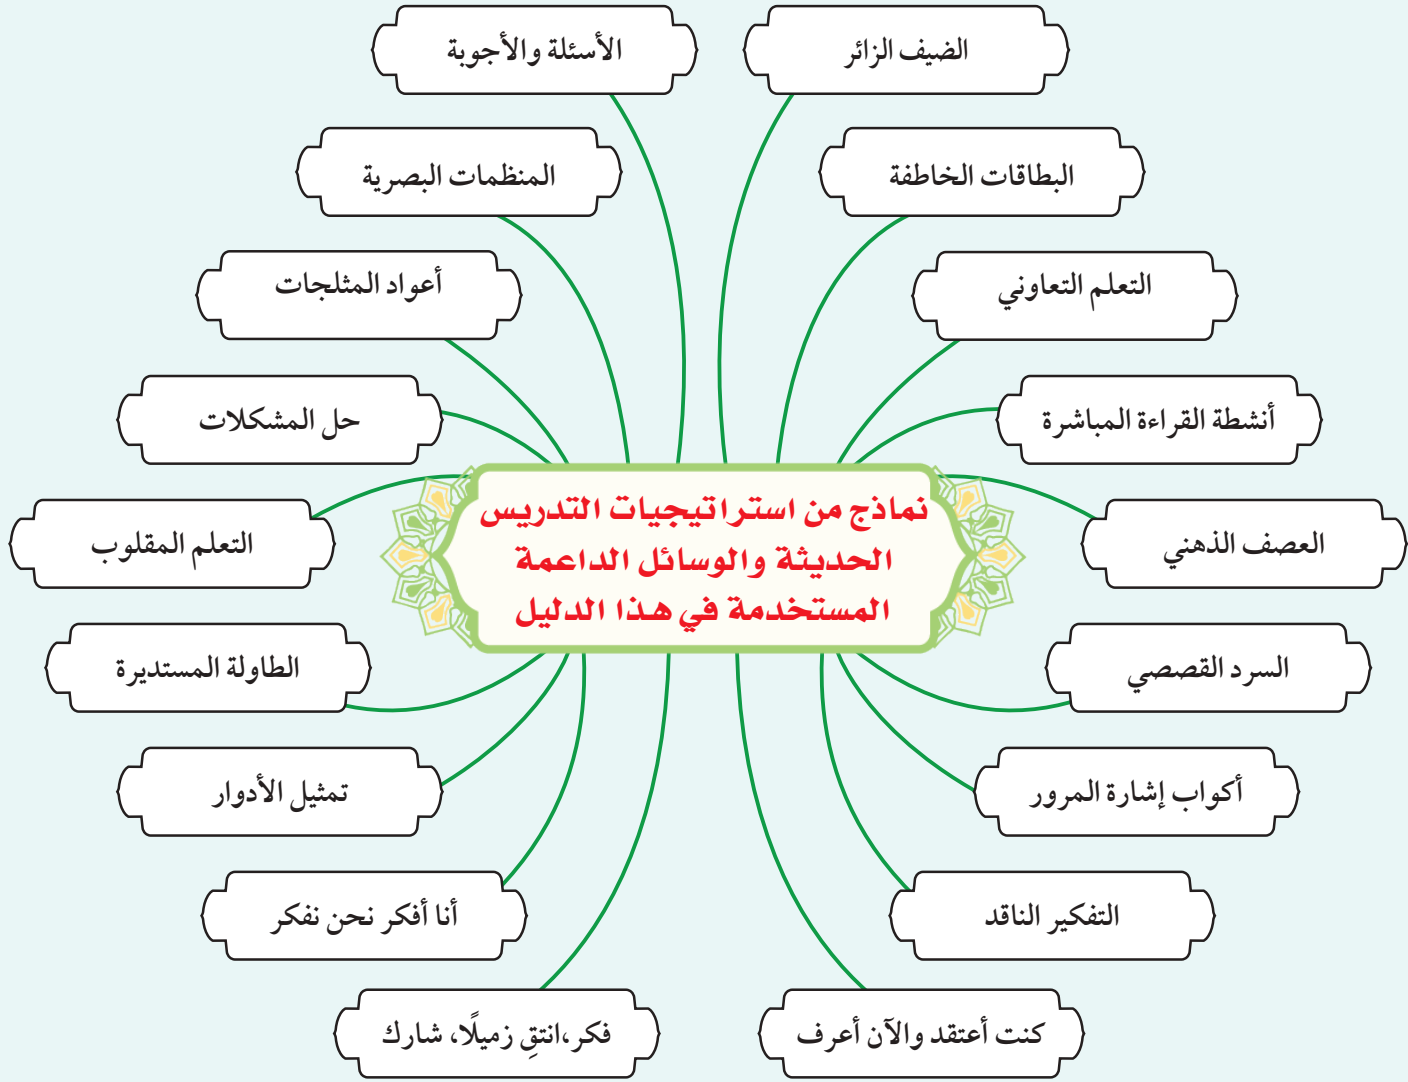 الضيف الزائر
الأسئلة والأجوبة
البطاقات الخاطفة
المنظمات البصرية
التعلم التعاوني
أعواد المثلجات
أنشطة القراءة المباشرة
حل المشكلات
نماذج من استراتيجيات التدريس
الحديثة والوسائل الداعمة
المستخدمة في هذا الدليل
العصف الذهني
التعلم المقلوب
السرد القصصي
الطاولة المستديرة
أكواب إشارة المرور
تمثيل الأدوار
التفكير الناقد
أنا أفكر نحن نفكر
كنت أعتقد والآن أعرف
فكر،انتقِ زميلًا، شارك